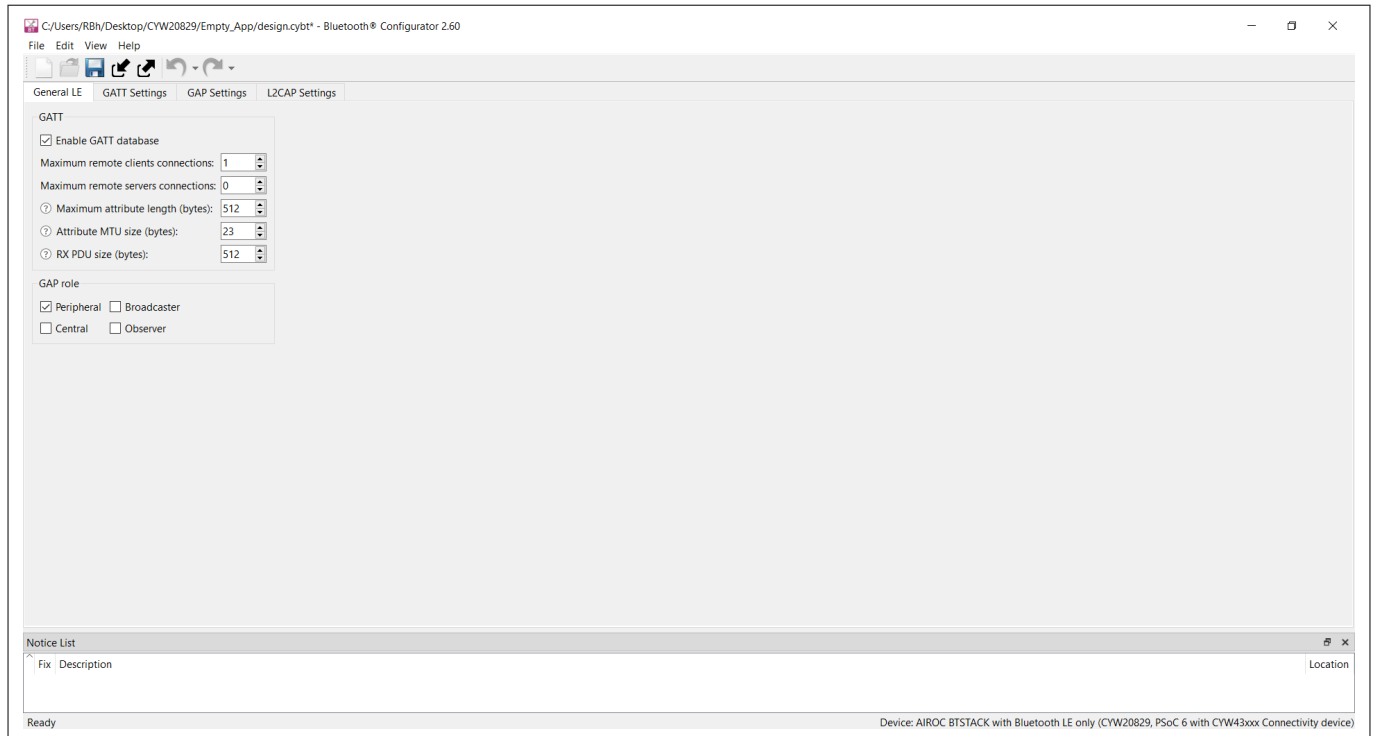 C:/Users/RBh/Desktop/CYW20829/Empty_App/design.cybt* - Bluetooth® Configurator 2.60
File Edit View Help
General LE GATT Settings GAP Settings L2CAP Settings
GATT
Enable GATT database
Maximum remote clients connections: 1
Maximum remote servers connections: 0
? Maximum attribute length (bytes): 512
? Attribute MTU size (bytes): 23
? RX PDU size (bytes): 512
GAP role
Peripheral Broadcaster
Central Observer
Notice List
Fix Description Location
Ready Device: AIROC BTSTACK with Bluetooth LE only (CYW20829, PSoC 6 with CYW43xxx Connectivity device)